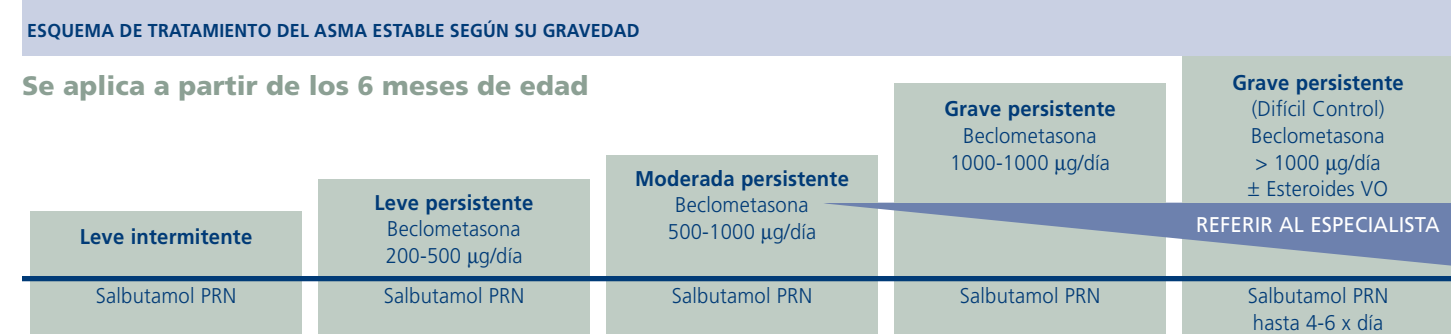 ESQUEMA DE TRATAMIENTO DEL ASMA ESTABLE SEGÚN SU GRAVEDAD
Se aplica a partir de los 6 meses de edad
Leve intermitente
Salbutamol PRN
Leve persistente
Beclometasona
200-500 µg/día
Salbutamol PRN
Moderada persistente
Beclometasona
500-1000 µg/día
Salbutamol PRN
Grave persistente
Beclometasona
1000-1000 µg/día
Salbutamol PRN
Grave persistente
(Difícil Control)
Beclometasona
> 1000 µg/día
± Esteroides VO
REFERIR AL ESPECIALISTA
Salbutamol PRN
hasta 4-6 x día